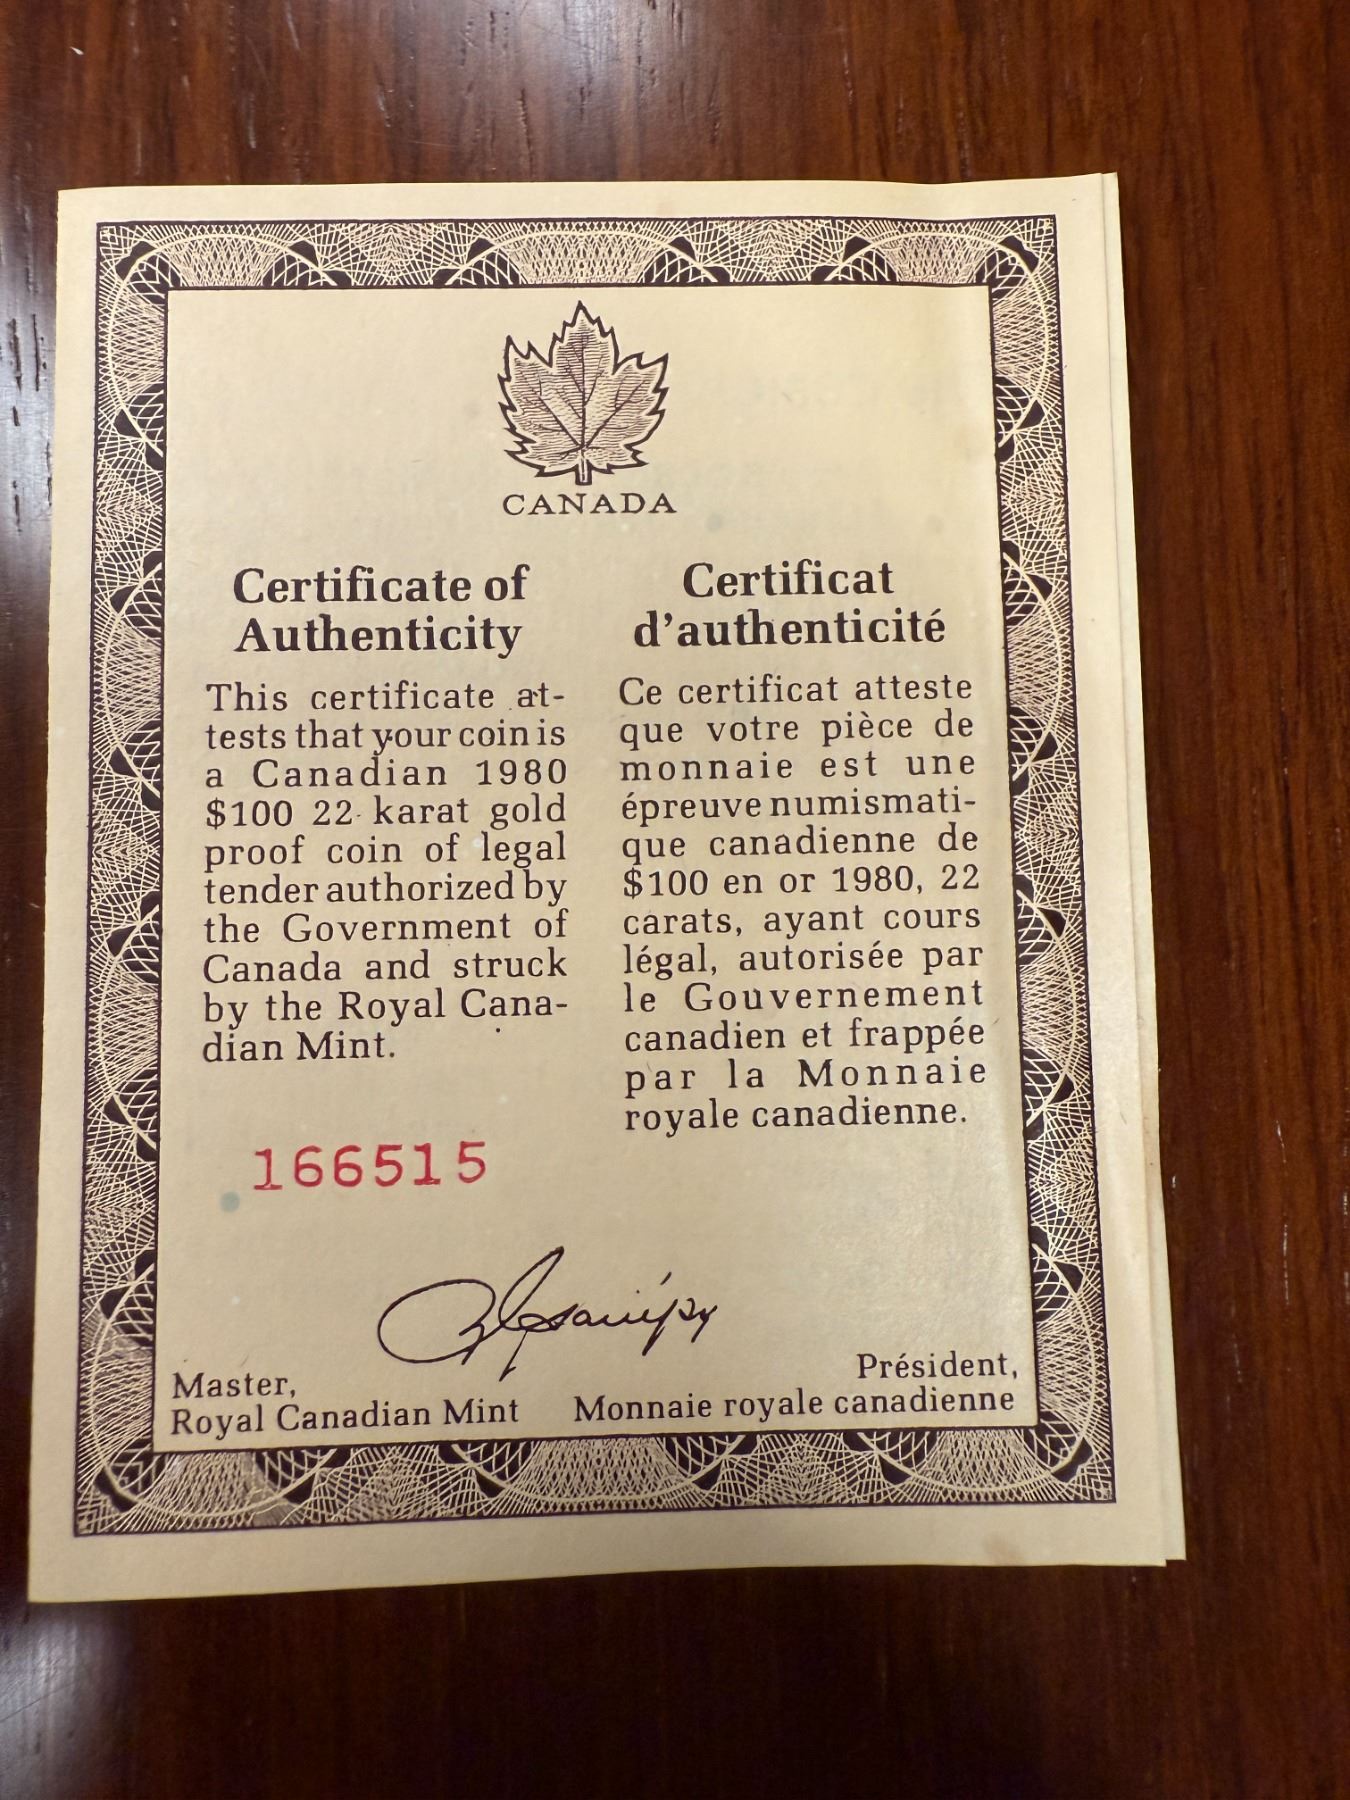 CANADA
Certificate of
Authenticity
This certificate at-
tests that your coin is
a Canadian 1980
$100 22 karat gold
proof coin of legal
tender authorized by
the Government of
Canada and struck
by the Royal Cana-
dian Mint.
166515
Certificat
d'authenticité
Ce certificat atteste
que votre pièce de
monnaie est une
épreuve numismati-
que canadienne de
$100 en or 1980, 22
carats, ayant cours
légal, autorisée par
le Gouvernement
canadien et frappée
par la Monnaie
royale canadienne.
Master,
Royal Canadian Mint
Président,
Monnaie royale canadienne